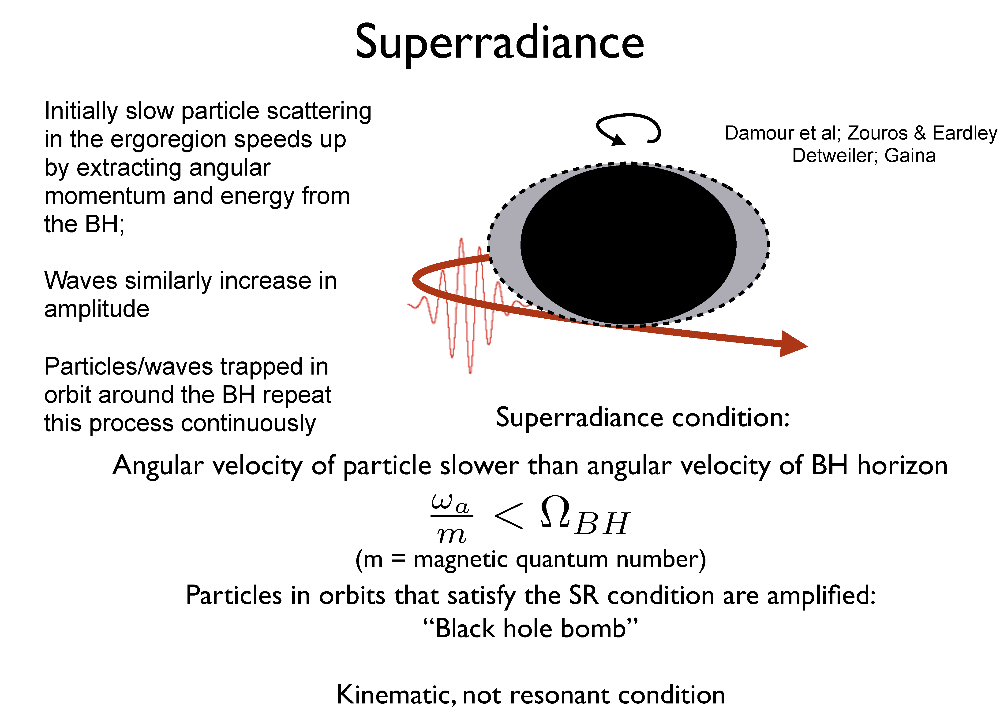 Superradiance
Initially slow particle scattering
in the ergoregion speeds up
by extracting angular
momentum and energy from
the BH;
Waves similarly increase in
amplitude
Particles/waves trapped in
orbit around the BH repeat
this process continuously
Damour et al; Zouros & Eardley;
Detweiler; Gaina
Superradiance condition:
Angular velocity of particle slower than angular velocity of BH horizon
ω_a/m < Ω_BH
(m = magnetic quantum number)
Particles in orbits that satisfy the SR condition are amplified:
“Black hole bomb”
Kinematic, not resonant condition